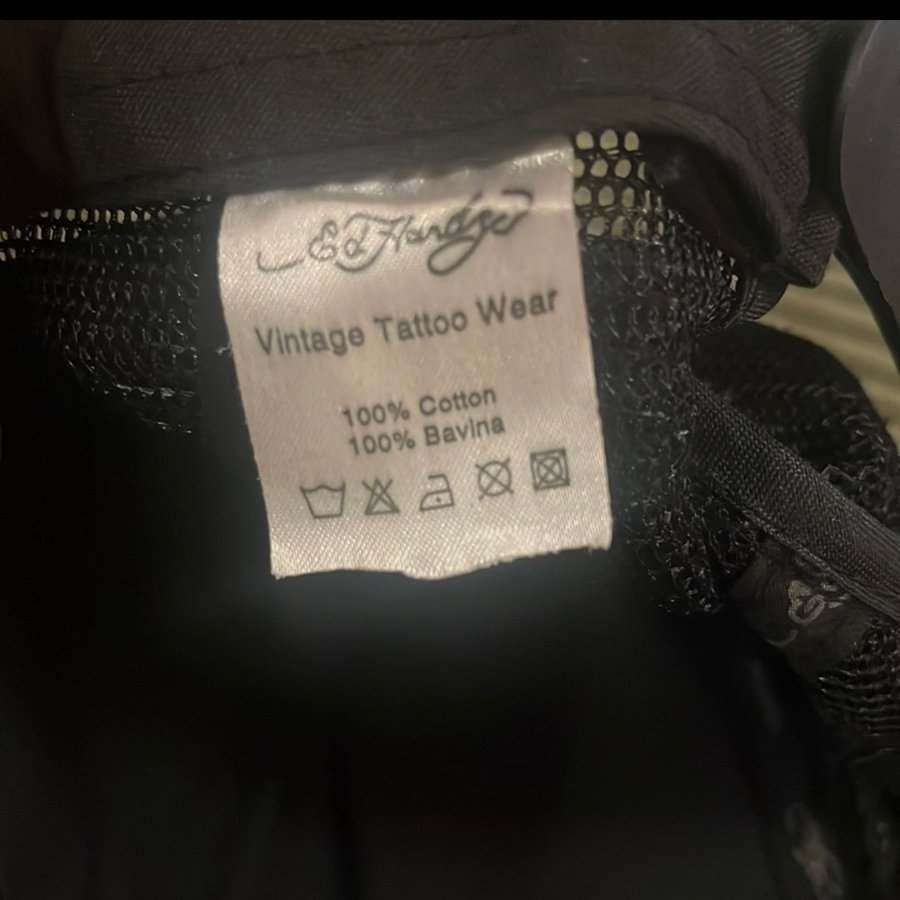 Ed Hardy
Vintage Tattoo Wear
100% Cotton
100% Bavina